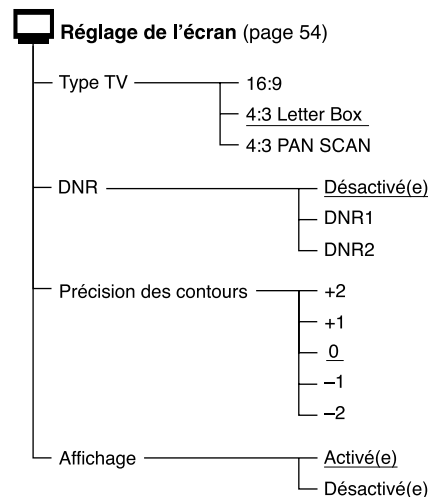 Réglage de l'écran (page 54)
Type TV
16:9
4:3 Letter Box
4:3 PAN SCAN
DNR
Désactivé(e)
DNR1
DNR2
Précision des contours
+2
+1
0
–1
–2
Affichage
Activé(e)
Désactivé(e)